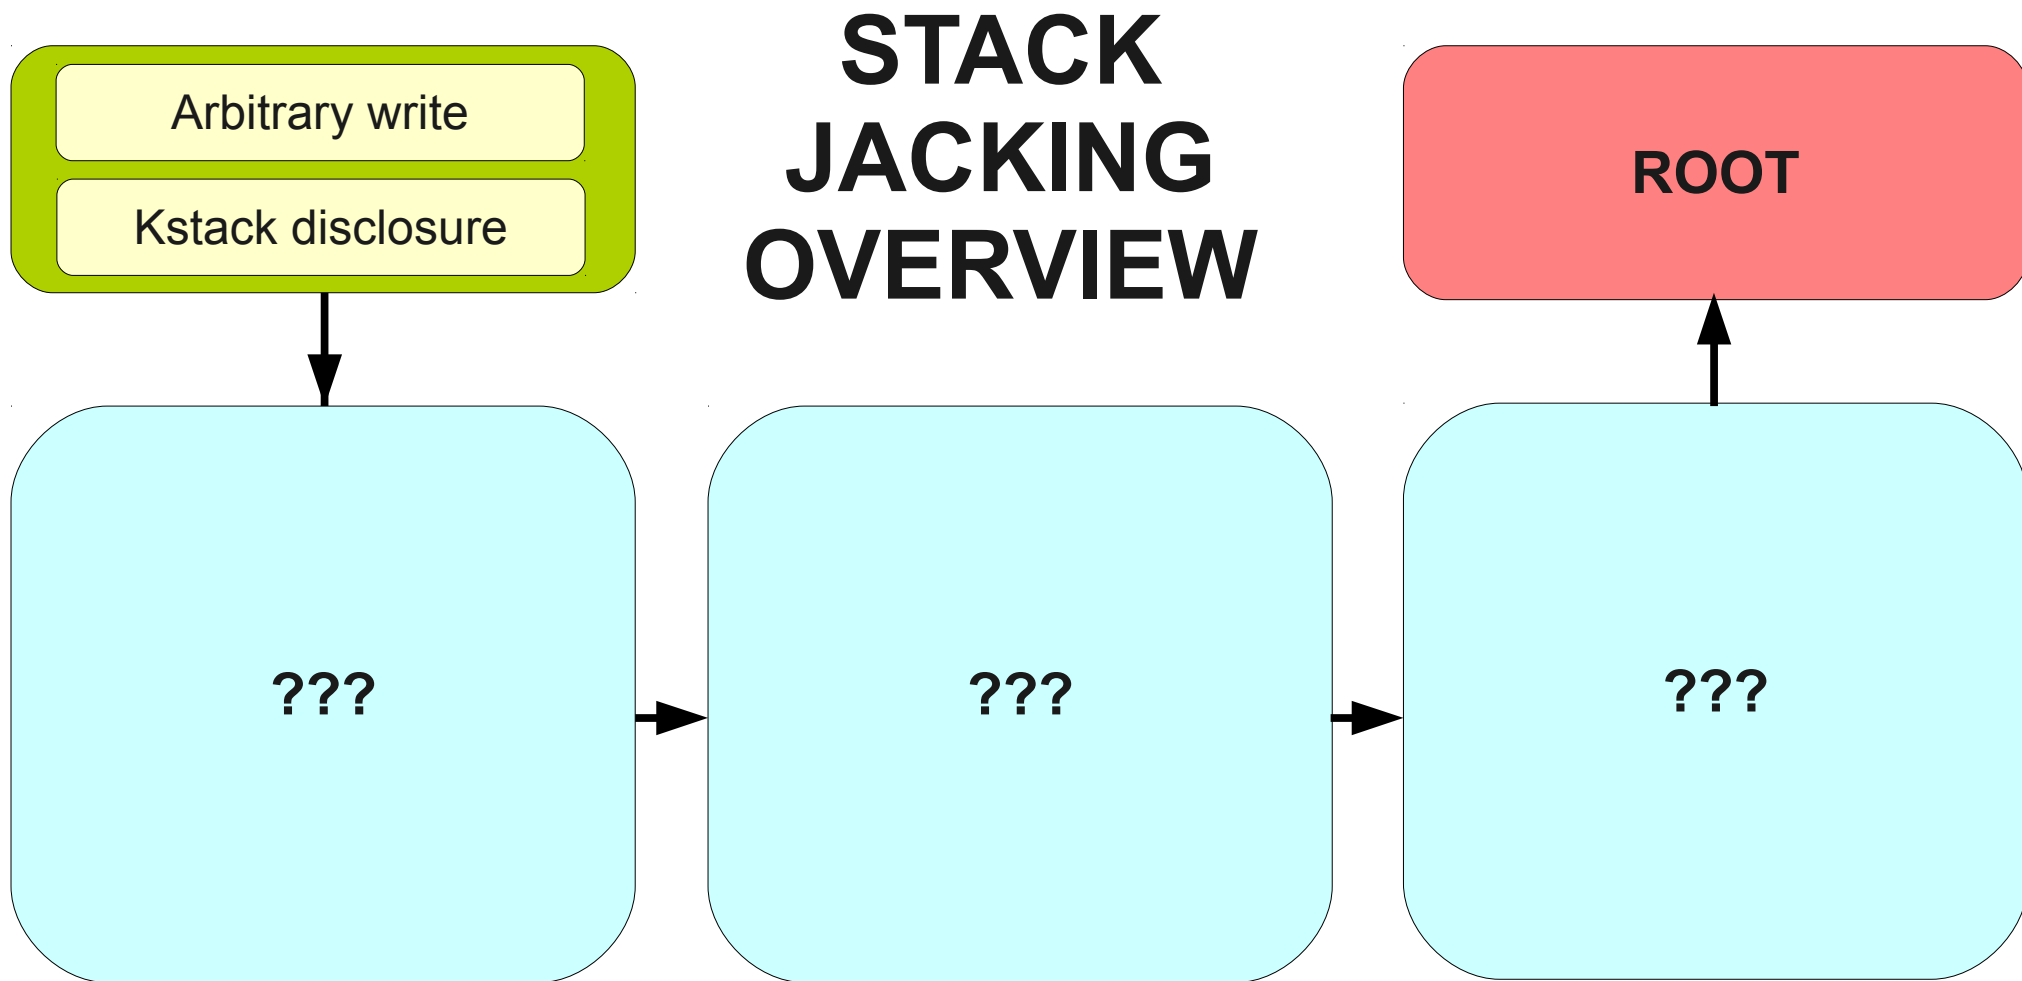 STACK
JACKING
OVERVIEW
Arbitrary write
Kstack disclosure
ROOT
???
???
???